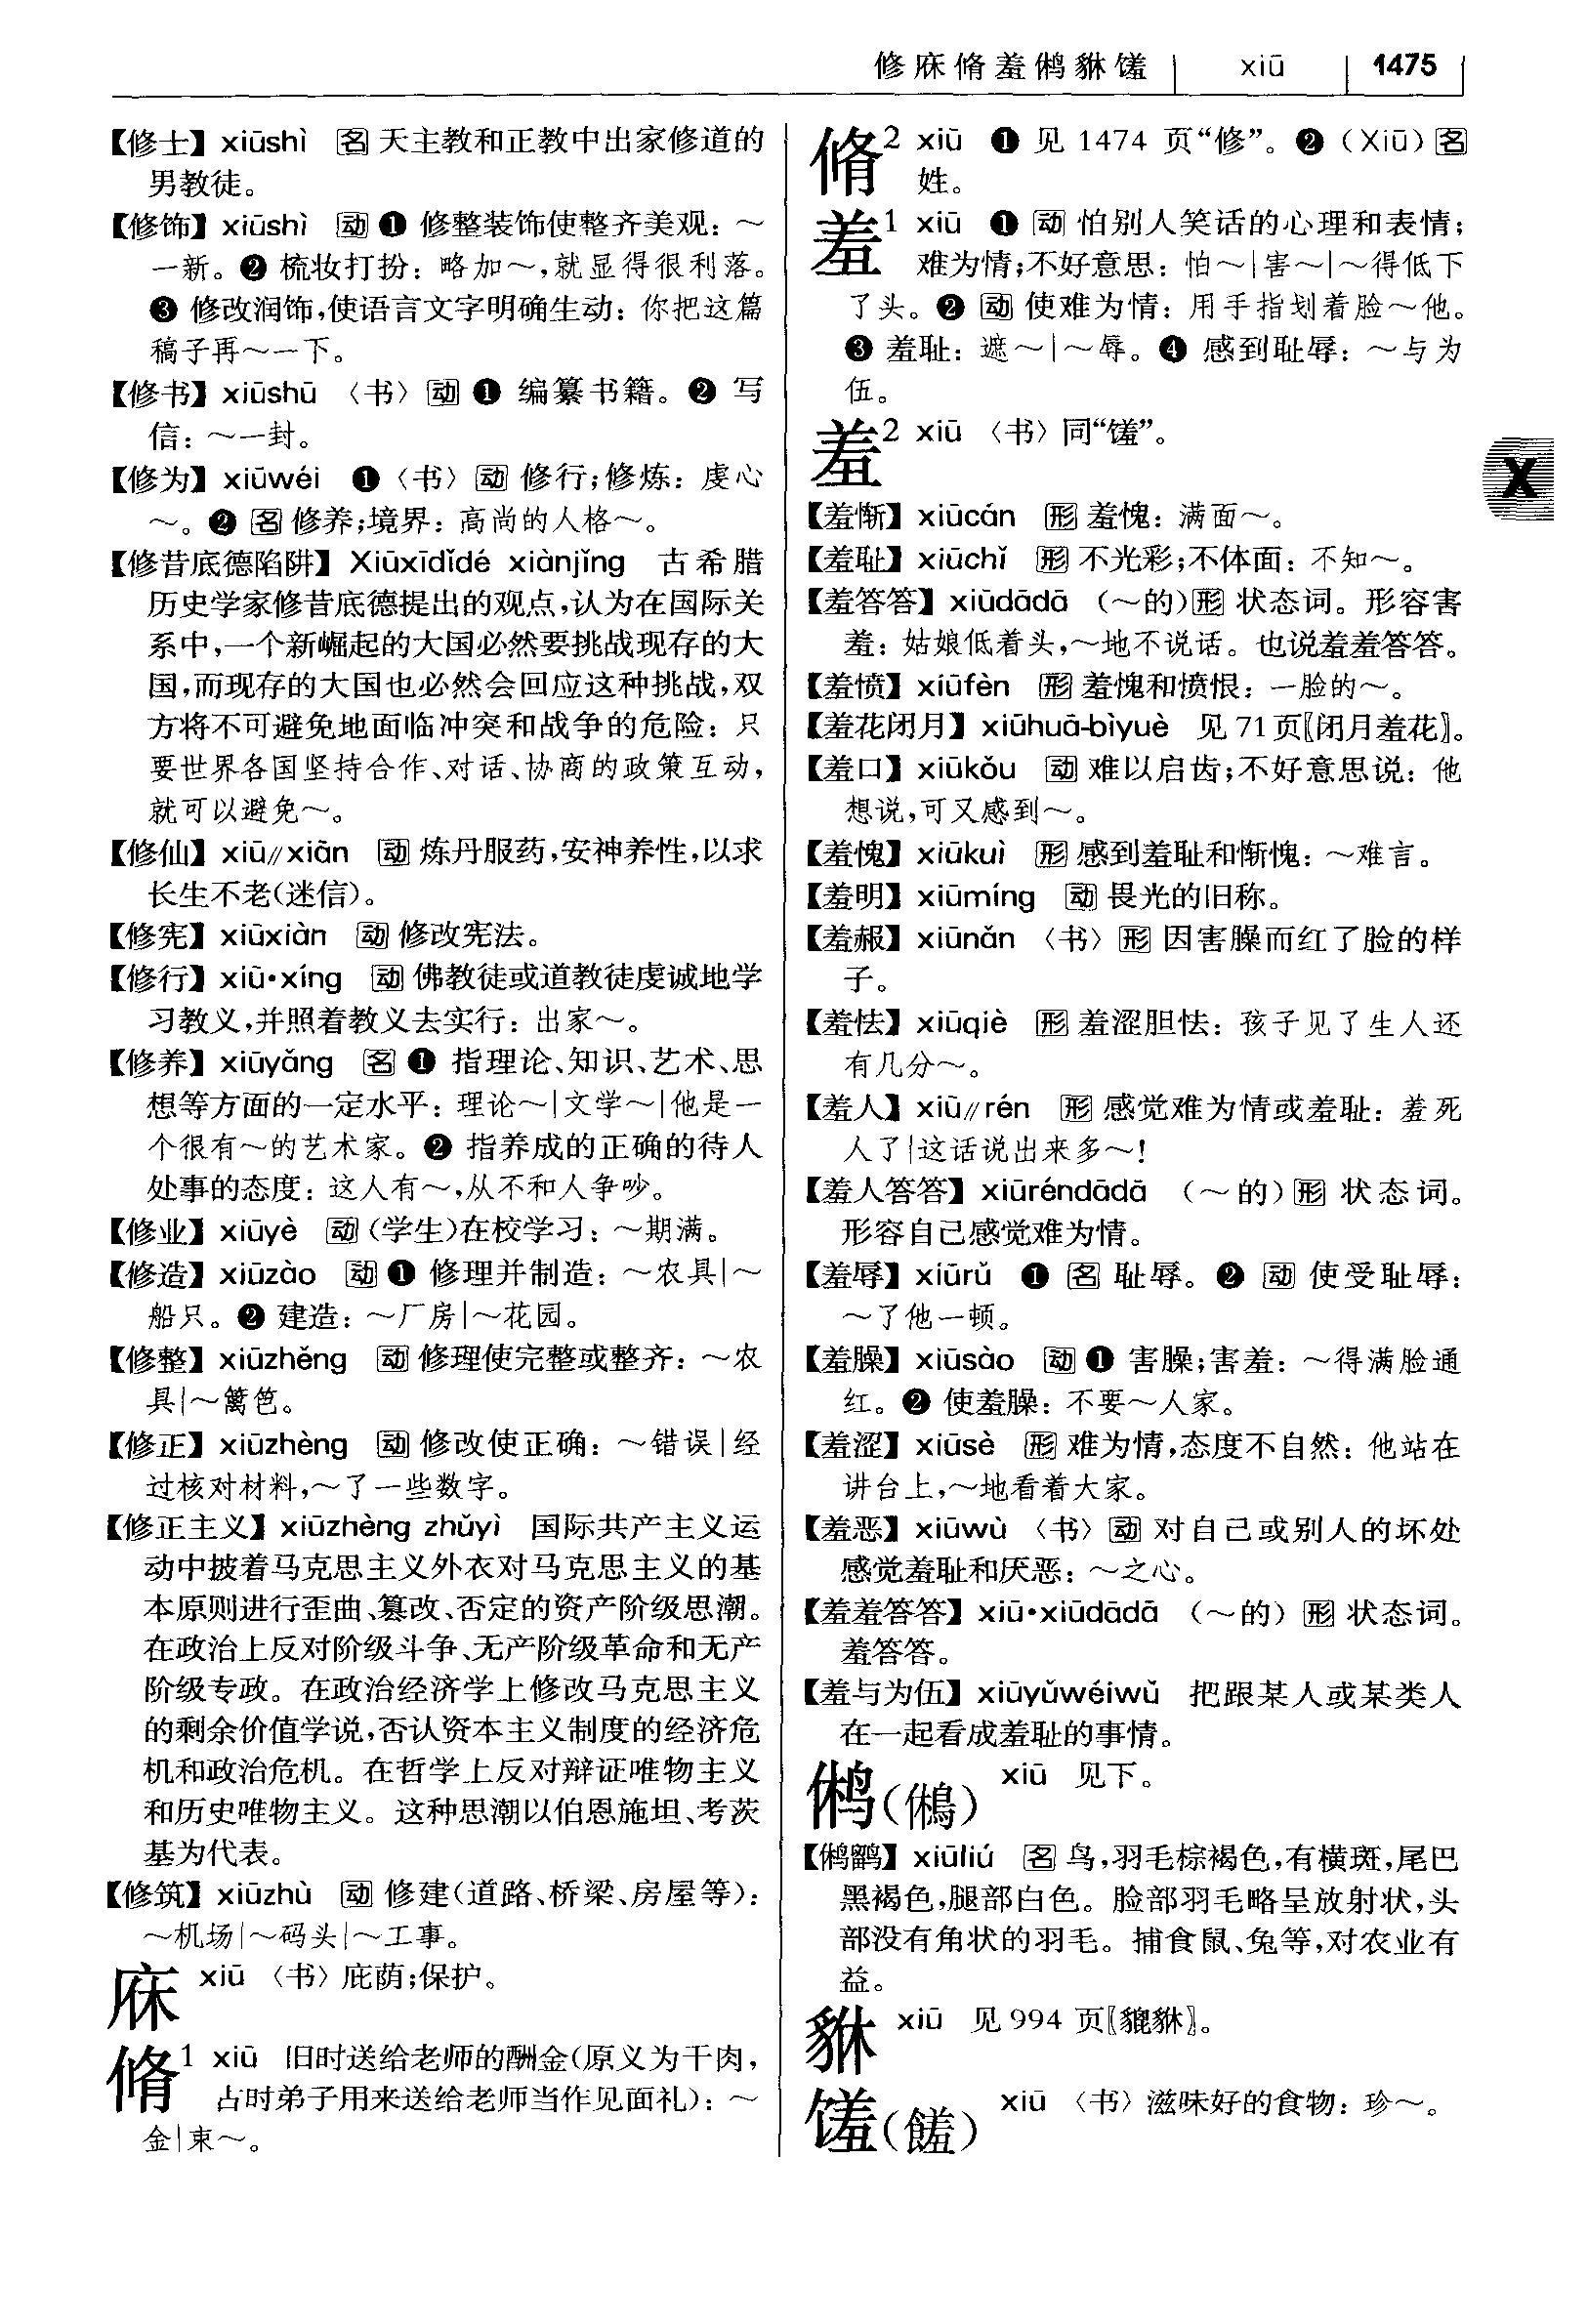 修庥脩羞鸺貅馐 xiū 1475
【修士】xiūshì 名 天主教和正教中出家修道的
男教徒。
【修饰】xiūshì 动 ❶ 修整装饰使整齐美观：～
一新。❷ 梳妆打扮：略加～，就显得很利落。
❸ 修改润饰，使语言文字明确生动：你把这篇
稿子再～一下。
【修书】xiūshū 〈书〉动 ❶ 编纂书籍。❷ 写
信：～一封。
【修为】xiūwéi ❶〈书〉动 修行；修炼：虔心
～。❷ 名 修养；境界：高尚的人格～。
【修昔底德陷阱】Xiūxīdǐdé xiànjǐng 古希腊
历史学家修昔底德提出的观点，认为在国际关
系中，一个新崛起的大国必然要挑战现存的大
国，而现存的大国也必然会回应这种挑战，双
方将不可避免地面临冲突和战争的危险：只
要世界各国坚持合作、对话、协商的政策互动，
就可以避免～。
【修仙】xiū//xiān 动 炼丹服药，安神养性，以求
长生不老（迷信）。
【修宪】xiūxiàn 动 修改宪法。
【修行】xiū·xíng 动 佛教徒或道教徒虔诚地学
习教义，并照着教义去实行：出家～。
【修养】xiūyǎng 名 ❶ 指理论、知识、艺术、思
想等方面的一定水平：理论～|文学～|他是一
个很有～的艺术家。❷ 指养成的正确的待人
处事的态度：这人有～，从不和人争吵。
【修业】xiūyè 动（学生）在校学习：～期满。
【修造】xiūzào 动 ❶ 修理并制造：～农具|～
船只。❷ 建造：～厂房|～花园。
【修整】xiūzhěng 动 修理使完整或整齐：～农
具|～篱笆。
【修正】xiūzhèng 动 修改使正确：～错误|经
过核对材料，～了一些数字。
【修正主义】xiūzhèng zhǔyì 国际共产主义运
动中披着马克思主义外衣对马克思主义的基
本原则进行歪曲、篡改、否定的资产阶级思潮。
在政治上反对阶级斗争、无产阶级革命和无产
阶级专政。在政治经济学上修改马克思主义
的剩余价值学说，否认资本主义制度的经济危
机和政治危机。在哲学上反对辩证唯物主义
和历史唯物主义。这种思潮以伯恩施坦、考茨
基为代表。
【修筑】xiūzhù 动 修建（道路、桥梁、房屋等）：
～机场|～码头|～工事。
庥 xiū 〈书〉庇荫；保护。
脩1 xiū 旧时送给老师的酬金（原义为干肉，
古时弟子用来送给老师当作见面礼）：～
金|束～。
脩2 xiū ❶ 见 1474 页“修”。❷（Xiū）名
姓。
羞1 xiū ❶ 动 怕别人笑话的心理和表情；
难为情；不好意思：怕～|害～|～得低下
了头。❷ 动 使难为情：用手指划着脸～他。
❸ 羞耻：遮～|～辱。❹ 感到耻辱：～与为
伍。
羞2 xiū 〈书〉同“馐”。
X
【羞惭】xiūcán 形 羞愧：满面～。
【羞耻】xiūchǐ 形 不光彩；不体面：不知～。
【羞答答】xiūdādā （～的）形 状态词。形容害
羞：姑娘低着头，～地不说话。也说羞羞答答。
【羞愤】xiūfèn 形 羞愧和愤恨：一脸的～。
【羞花闭月】xiūhuā-bìyuè 见 71 页〖闭月羞花〗。
【羞口】xiūkǒu 动 难以启齿；不好意思说：他
想说，可又感到～。
【羞愧】xiūkuì 形 感到羞耻和惭愧：～难言。
【羞明】xiūmíng 动 畏光的旧称。
【羞赧】xiūnǎn 〈书〉形 因害臊而红了脸的样
子。
【羞怯】xiūqiè 形 羞涩胆怯：孩子见了生人还
有几分～。
【羞人】xiū//rén 形 感觉难为情或羞耻：羞死
人了|这话说出来多～！
【羞人答答】xiūréndādā （～的）形 状态词。
形容自己感觉难为情。
【羞辱】xiūrǔ ❶ 名 耻辱。❷ 动 使受耻辱：
～了他一顿。
【羞臊】xiūsào 动 ❶ 害臊；害羞：～得满脸通
红。❷ 使羞臊：不要～人家。
【羞涩】xiūsè 形 难为情，态度不自然：他站在
讲台上，～地看着大家。
【羞恶】xiūwù 〈书〉动 对自己或别人的坏处
感觉羞耻和厌恶：～之心。
【羞羞答答】xiū·xiūdādā （～的）形 状态词。
羞答答。
【羞与为伍】xiūyǔwéiwǔ 把跟某人或某类人
在一起看成羞耻的事情。
鸺（鵂） xiū 见下。
【鸺鹠】xiūliú 名 鸟，羽毛棕褐色，有横斑，尾巴
黑褐色，腿部白色。脸部羽毛略呈放射状，头
部没有角状的羽毛。捕食鼠、兔等，对农业有
益。
貅 xiū 见 994 页〖貔貅〗。
馐（饈） xiū 〈书〉滋味好的食物：珍～。